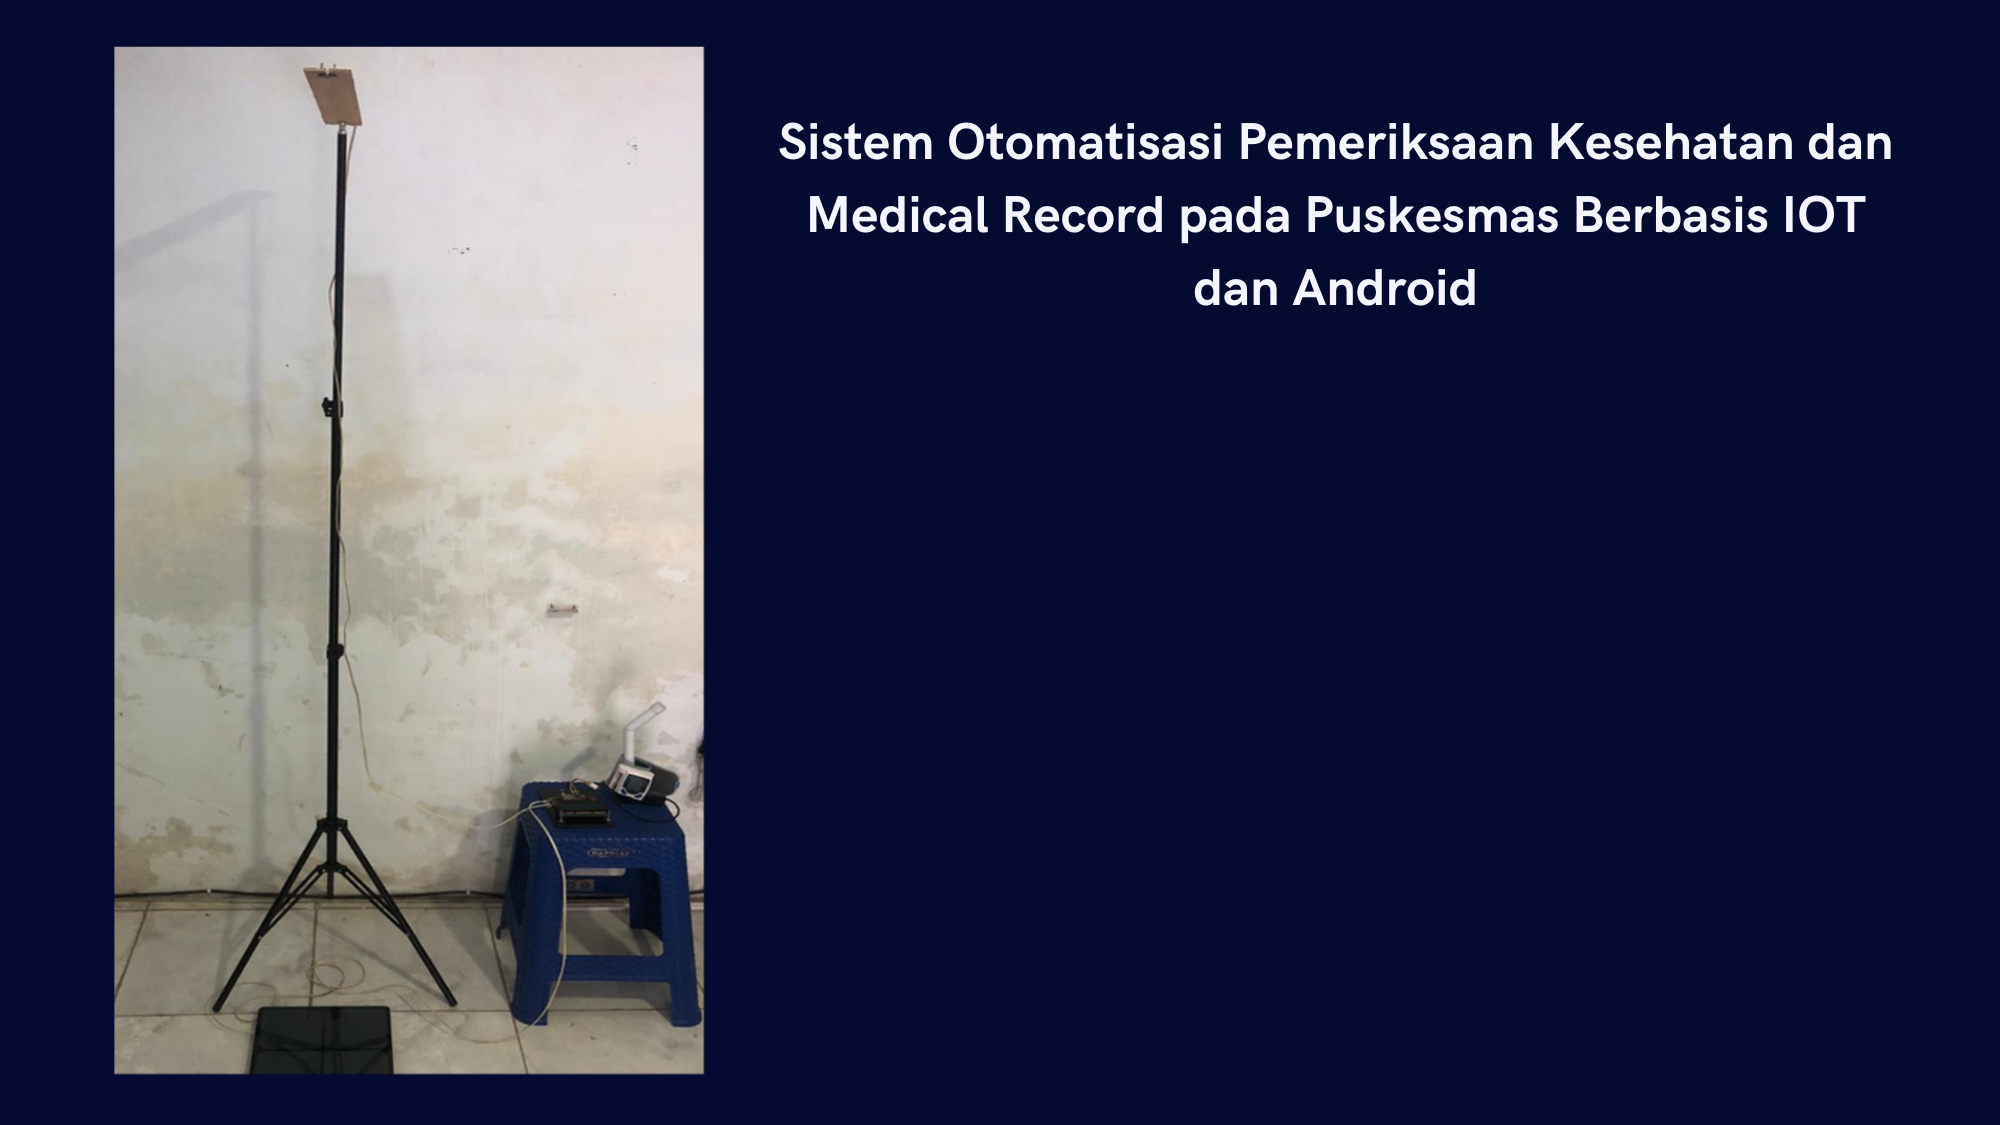 Sistem Otomatisasi Pemeriksaan Kesehatan dan
Medical Record pada Puskesmas Berbasis IOT
dan Android